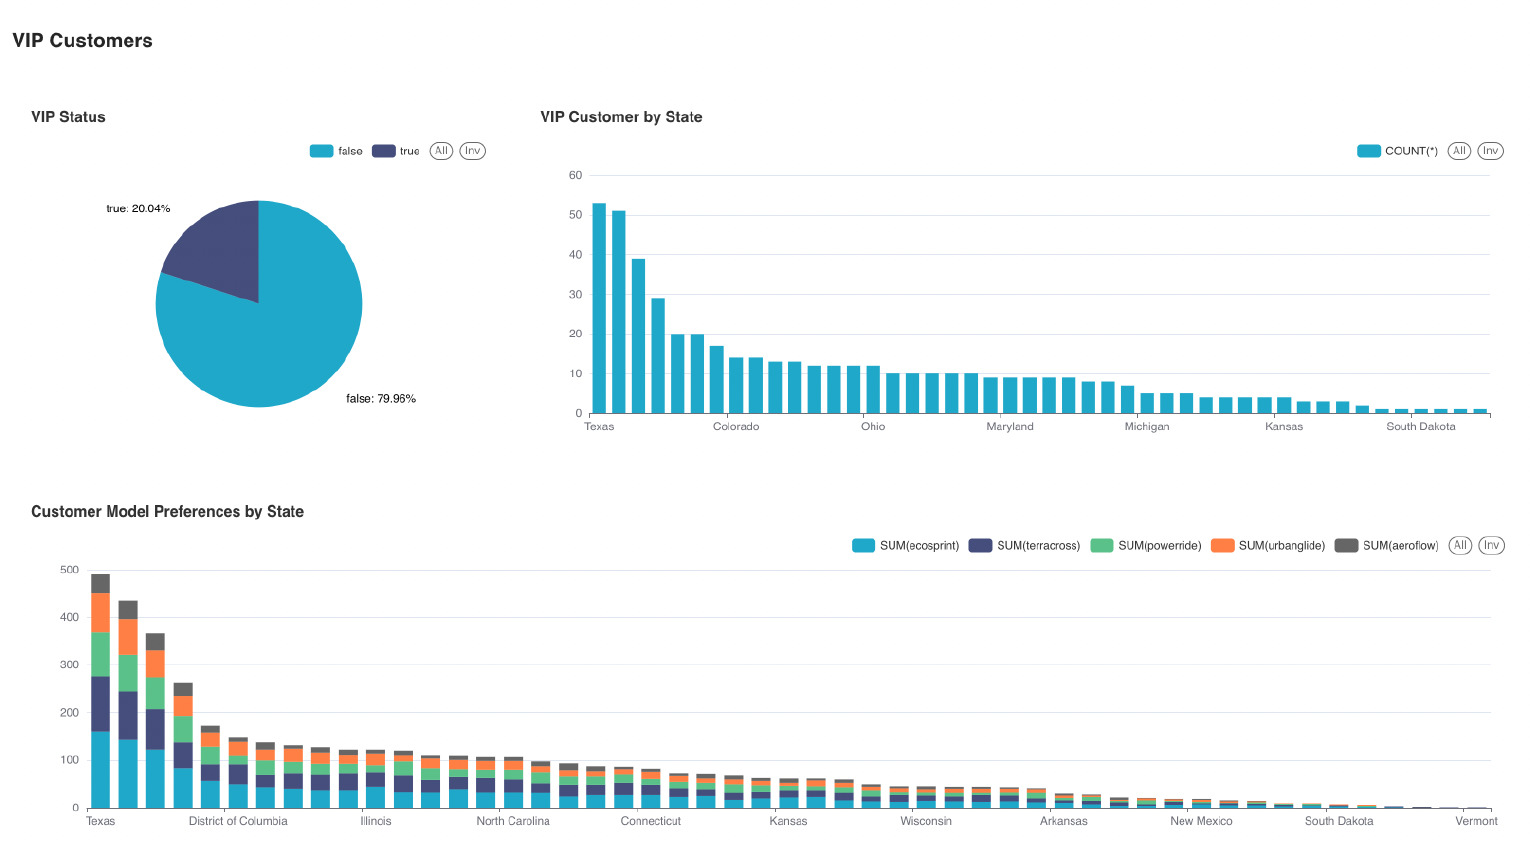 VIP Customers
VIP Status
false true All Inv
true: 20.04%
false: 79.96%
VIP Customer by State
COUNT(*) All Inv
60
50
40
30
20
10
0
Texas Colorado Ohio Maryland Michigan Kansas South Dakota
Customer Model Preferences by State
SUM(ecosprint) SUM(terracross) SUM(powerride) SUM(urbanglide) SUM(aeroflow) All Inv
500
400
300
200
100
0
Texas District of Columbia Illinois North Carolina Connecticut Kansas Wisconsin Arkansas New Mexico South Dakota Vermont